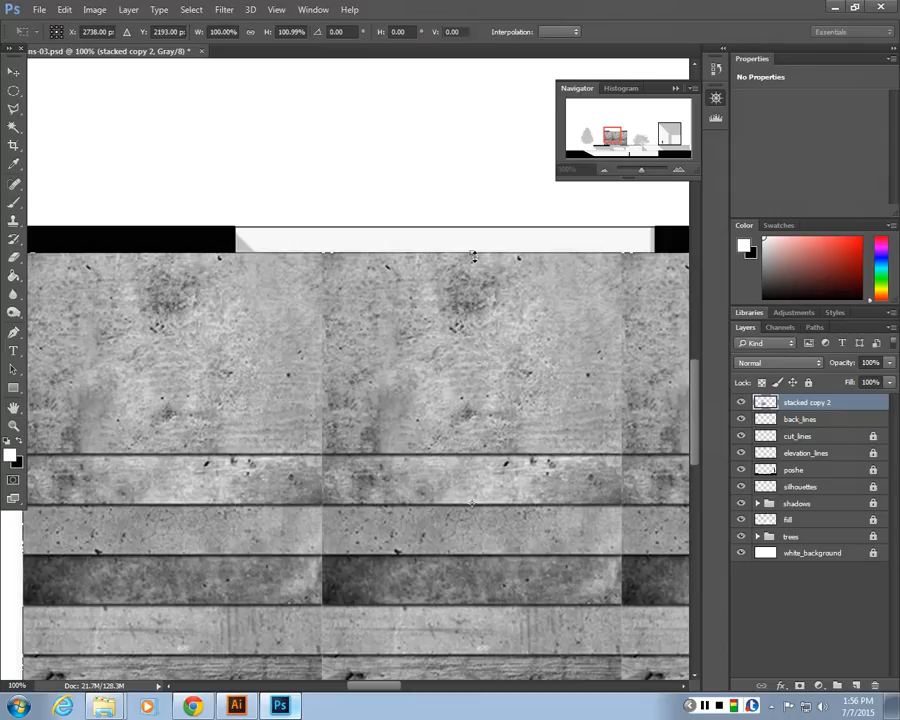 Ps File Edit Image Layer Type Select Filter 3D View Window Help
X: 2738.00 px Y: 2193.00 px W: 100.00% H: 100.99% 0.00 ° H: 0.00 ° V: 0.00 Interpolation: Essentials
ns-03.psd @ 100% (stacked copy 2, Gray/8) * ×
Properties
No Properties
Navigator Histogram
100%
Color Swatches
Libraries Adjustments Styles
Layers Channels Paths
Kind
Normal Opacity: 100%
Lock: Fill: 100%
stacked copy 2
back_lines
cut_lines
elevation_lines
poshe
silhouettes
shadows
fill
trees
white_background
100% Doc: 21.7M/128.3M
Ai Ps
1:56 PM
7/7/2015